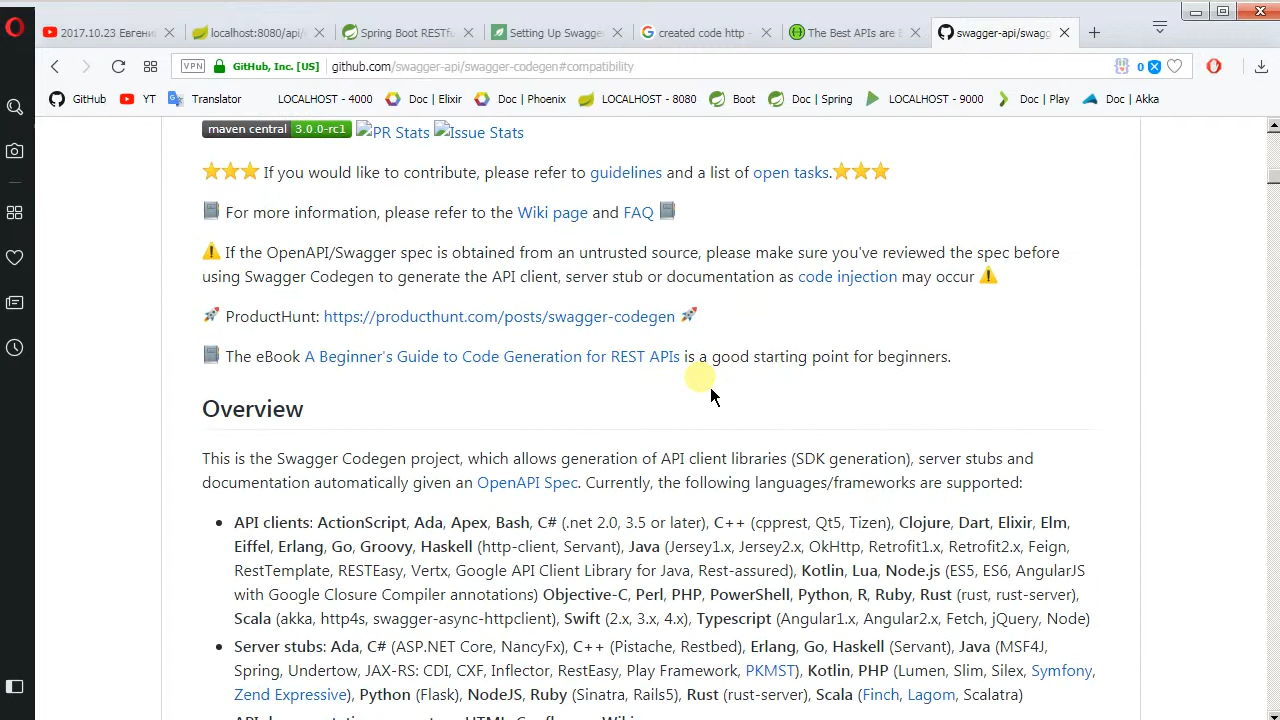 2017.10.23 Евгени
localhost:8080/api/
Spring Boot RESTfu
Setting Up Swagge
created code http -
The Best APIs are B
swagger-api/swagg
VPN
GitHub, Inc. [US]
github.com/swagger-api/swagger-codegen#compatibility
0
GitHub
YT
Translator
LOCALHOST - 4000
Doc | Elixir
Doc | Phoenix
LOCALHOST - 8080
Boot
Doc | Spring
LOCALHOST - 9000
Doc | Play
Doc | Akka
maven central 3.0.0-rc1 PR Stats Issue Stats
⭐⭐⭐ If you would like to contribute, please refer to guidelines and a list of open tasks.⭐⭐⭐
📓 For more information, please refer to the Wiki page and FAQ 📓
⚠️ If the OpenAPI/Swagger spec is obtained from an untrusted source, please make sure you've reviewed the spec before
using Swagger Codegen to generate the API client, server stub or documentation as code injection may occur ⚠️
🚀 ProductHunt: https://producthunt.com/posts/swagger-codegen 🚀
📓 The eBook A Beginner's Guide to Code Generation for REST APIs is a good starting point for beginners.
Overview
This is the Swagger Codegen project, which allows generation of API client libraries (SDK generation), server stubs and
documentation automatically given an OpenAPI Spec. Currently, the following languages/frameworks are supported:
• API clients: ActionScript, Ada, Apex, Bash, C# (.net 2.0, 3.5 or later), C++ (cpprest, Qt5, Tizen), Clojure, Dart, Elixir, Elm,
Eiffel, Erlang, Go, Groovy, Haskell (http-client, Servant), Java (Jersey1.x, Jersey2.x, OkHttp, Retrofit1.x, Retrofit2.x, Feign,
RestTemplate, RESTEasy, Vertx, Google API Client Library for Java, Rest-assured), Kotlin, Lua, Node.js (ES5, ES6, AngularJS
with Google Closure Compiler annotations) Objective-C, Perl, PHP, PowerShell, Python, R, Ruby, Rust (rust, rust-server),
Scala (akka, http4s, swagger-async-httpclient), Swift (2.x, 3.x, 4.x), Typescript (Angular1.x, Angular2.x, Fetch, jQuery, Node)
• Server stubs: Ada, C# (ASP.NET Core, NancyFx), C++ (Pistache, Restbed), Erlang, Go, Haskell (Servant), Java (MSF4J,
Spring, Undertow, JAX-RS: CDI, CXF, Inflector, RestEasy, Play Framework, PKMST), Kotlin, PHP (Lumen, Slim, Silex, Symfony,
Zend Expressive), Python (Flask), NodeJS, Ruby (Sinatra, Rails5), Rust (rust-server), Scala (Finch, Lagom, Scalatra)